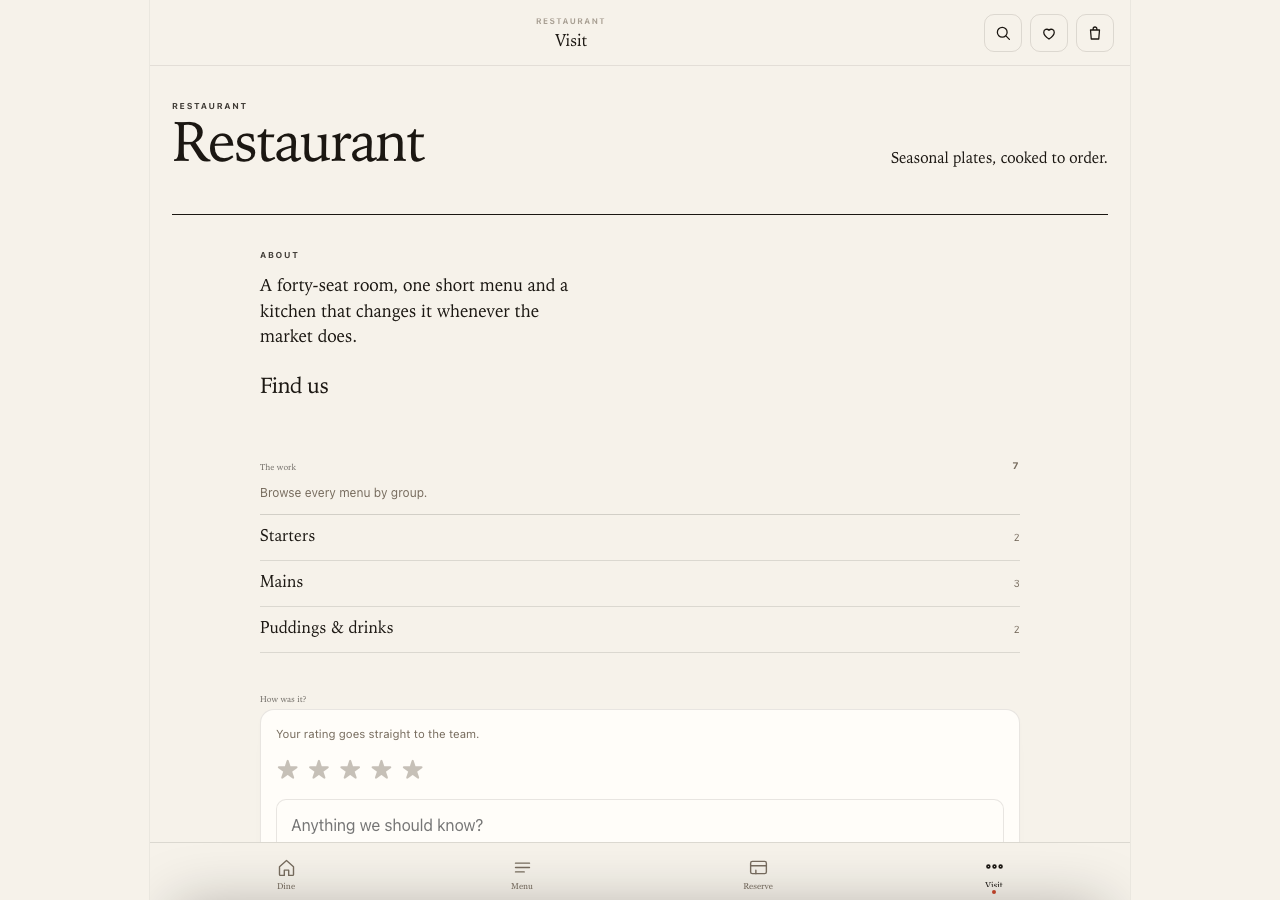 RESTAURANT
Visit
RESTAURANT
Restaurant
Seasonal plates, cooked to order.
ABOUT
A forty-seat room, one short menu and a
kitchen that changes it whenever the
market does.
Find us
The work
7
Browse every menu by group.
Starters
2
Mains
3
Puddings & drinks
2
How was it?
Your rating goes straight to the team.
Anything we should know?
Dine
Menu
Reserve
Visit